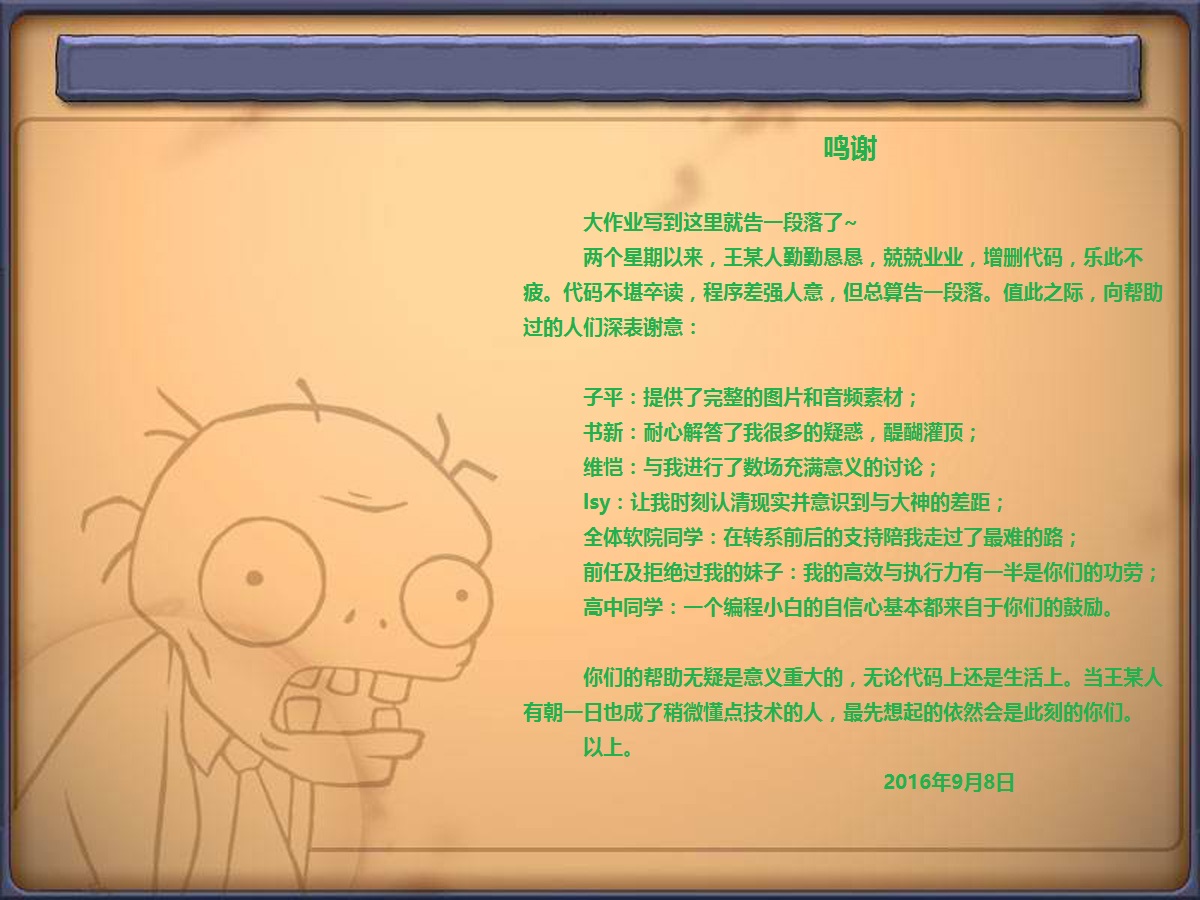 鸣谢
大作业写到这里就告一段落了~
两个星期以来，王某人勤勤恳恳，兢兢业业，增删代码，乐此不
疲。代码不堪卒读，程序差强人意，但总算告一段落。值此之际，向帮助
过的人们深表谢意：
子平：提供了完整的图片和音频素材；
书新：耐心解答了我很多的疑惑，醍醐灌顶；
维恺：与我进行了数场充满意义的讨论；
lsy：让我时刻认清现实并意识到与大神的差距；
全体软院同学：在转系前后的支持陪我走过了最难的路；
前任及拒绝过我的妹子：我的高效与执行力有一半是你们的功劳；
高中同学：一个编程小白的自信心基本都来自于你们的鼓励。
你们的帮助无疑是意义重大的，无论代码上还是生活上。当王某人
有朝一日也成了稍微懂点技术的人，最先想起的依然会是此刻的你们。
以上。
2016年9月8日